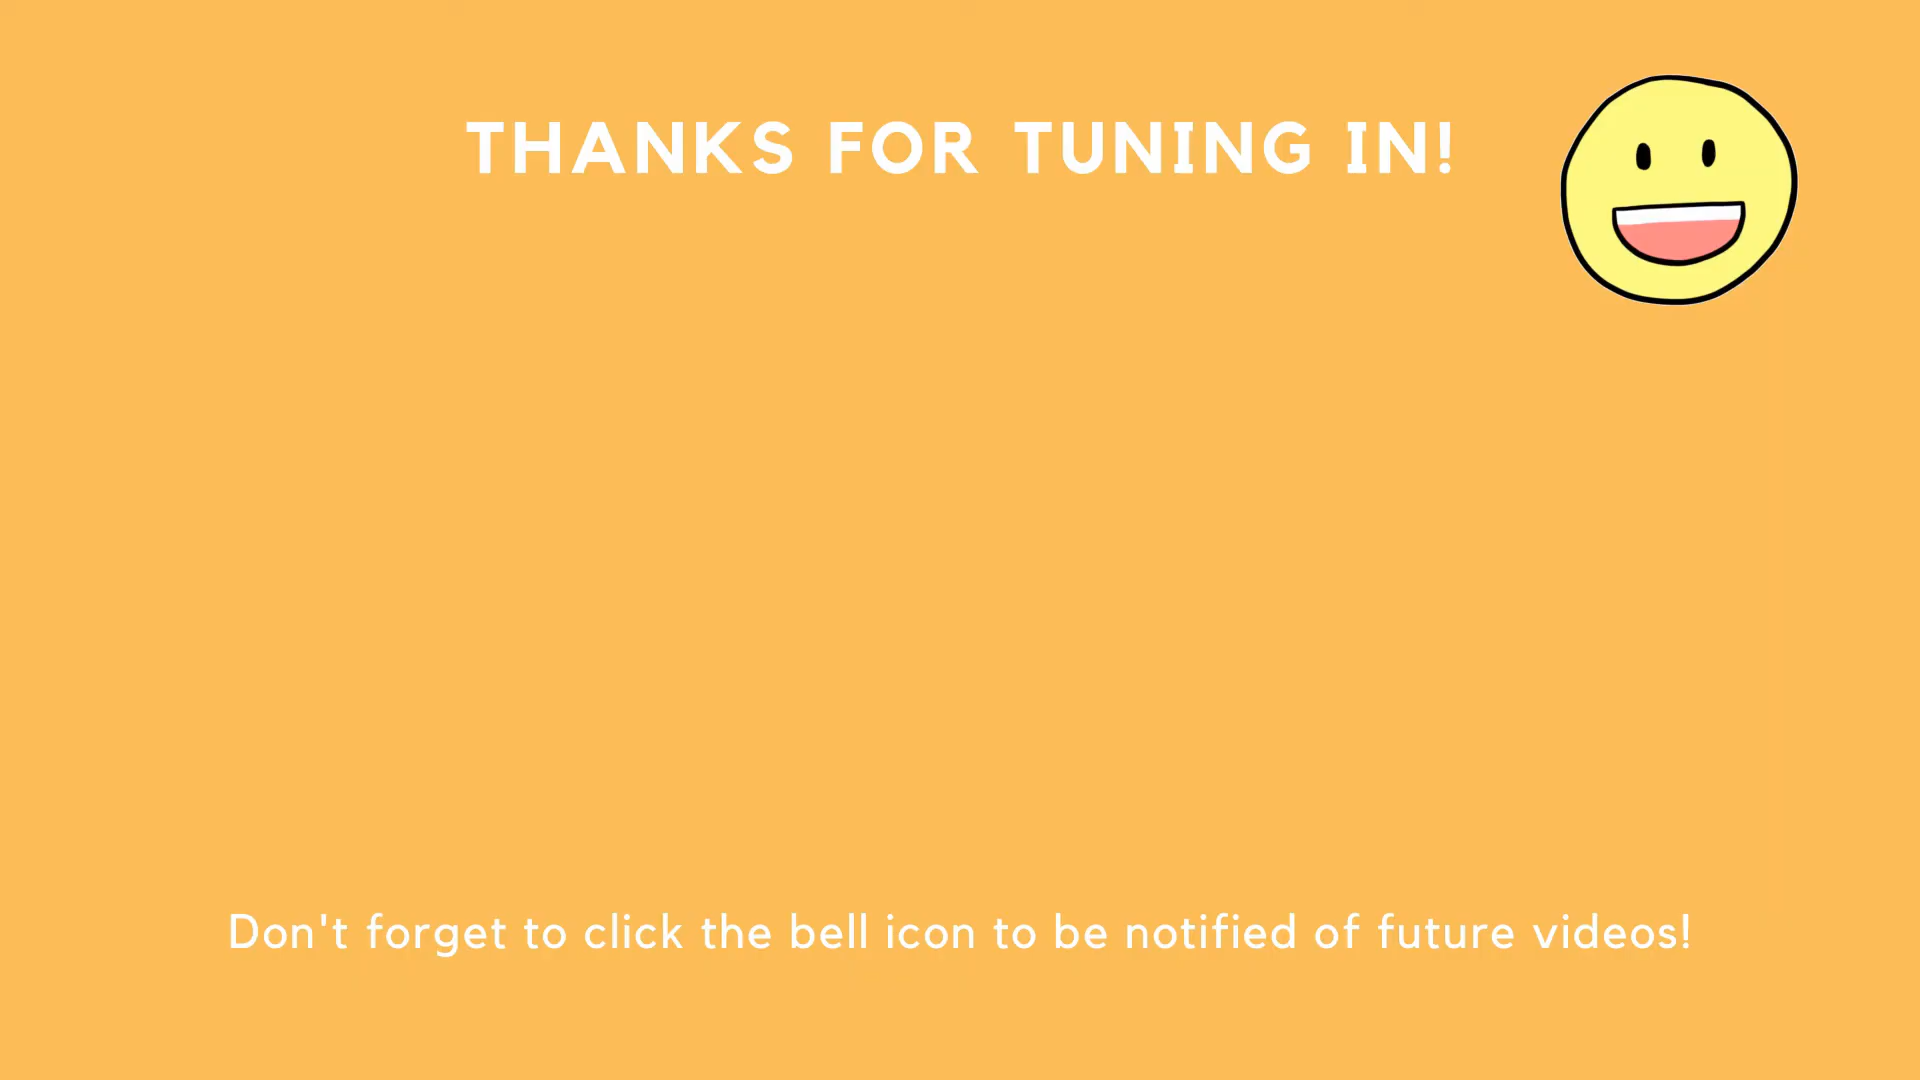 THANKS FOR TUNING IN!
Don't forget to click the bell icon to be notified of future videos!